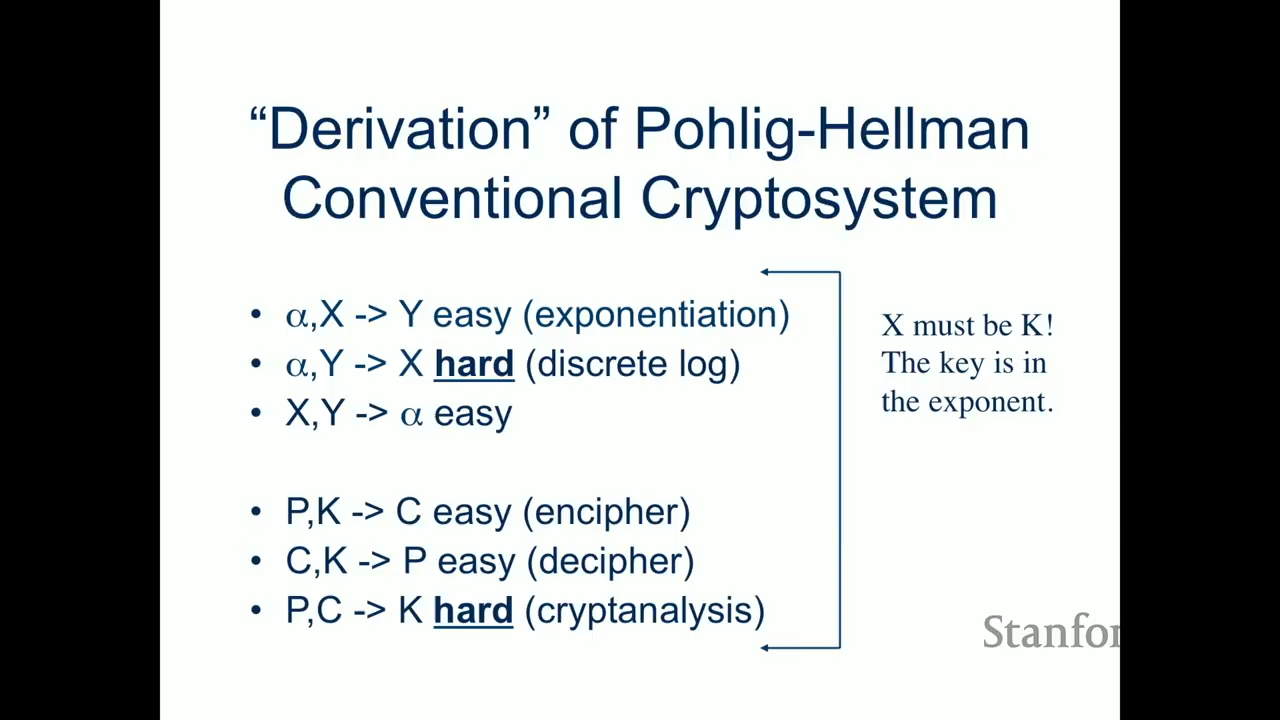 “Derivation” of Pohlig-Hellman
Conventional Cryptosystem
• α,X -> Y easy (exponentiation)
• α,Y -> X hard (discrete log)
• X,Y -> α easy
• P,K -> C easy (encipher)
• C,K -> P easy (decipher)
• P,C -> K hard (cryptanalysis)
X must be K!
The key is in
the exponent.
Stanfor